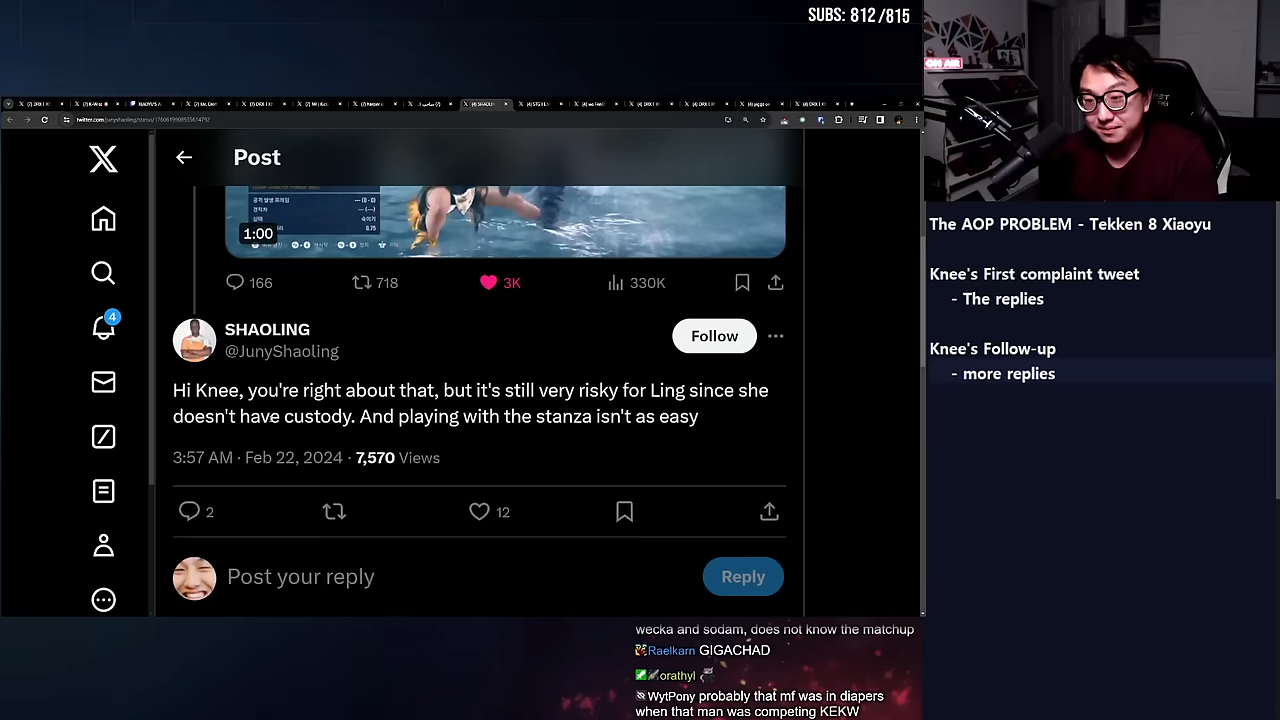 SUBS: 812/815
twitter.com/junyshaoling/status/1760619908935614792
Post
1:00
166
718
3K
330K
4
SHAOLING
@JunyShaoling
Follow
Hi Knee, you're right about that, but it's still very risky for Ling since she
doesn't have custody. And playing with the stanza isn't as easy
3:57 AM · Feb 22, 2024 · 7,570 Views
2
12
Post your reply
Reply
ON AIR
The AOP PROBLEM - Tekken 8 Xiaoyu
Knee's First complaint tweet
- The replies
Knee's Follow-up
- more replies
wecka and sodam, does not know the matchup
Raelkarn GIGACHAD
orathyl
WytPony probably that mf was in diapers
when that man was competing KEKW